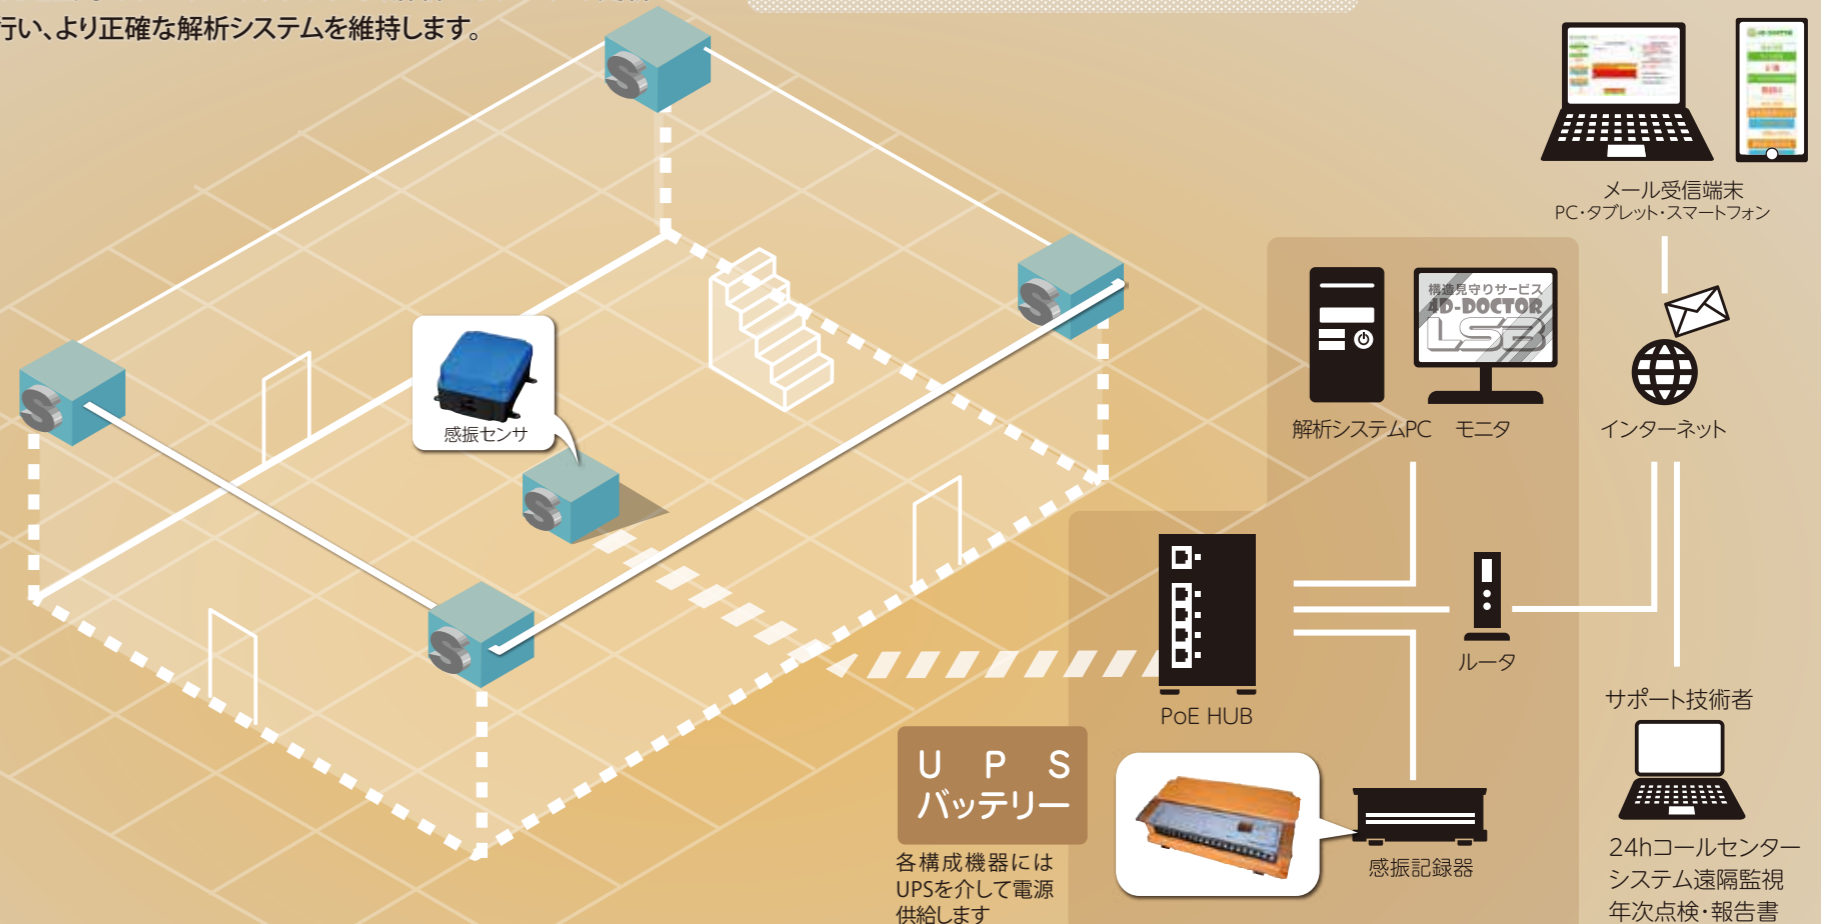 行い、より正確な解析システムを維持します。
S
S
S
S
S
感振センサ
メール受信端末
PC・タブレット・スマートフォン
構造見守りサービス
4D-DOCTOR
LSB
解析システムPC
モニタ
インターネット
ルータ
PoE HUB
UPS
バッテリー
各構成機器には
UPSを介して電源
供給します
感振記録器
サポート技術者
24hコールセンター
システム遠隔監視
年次点検・報告書